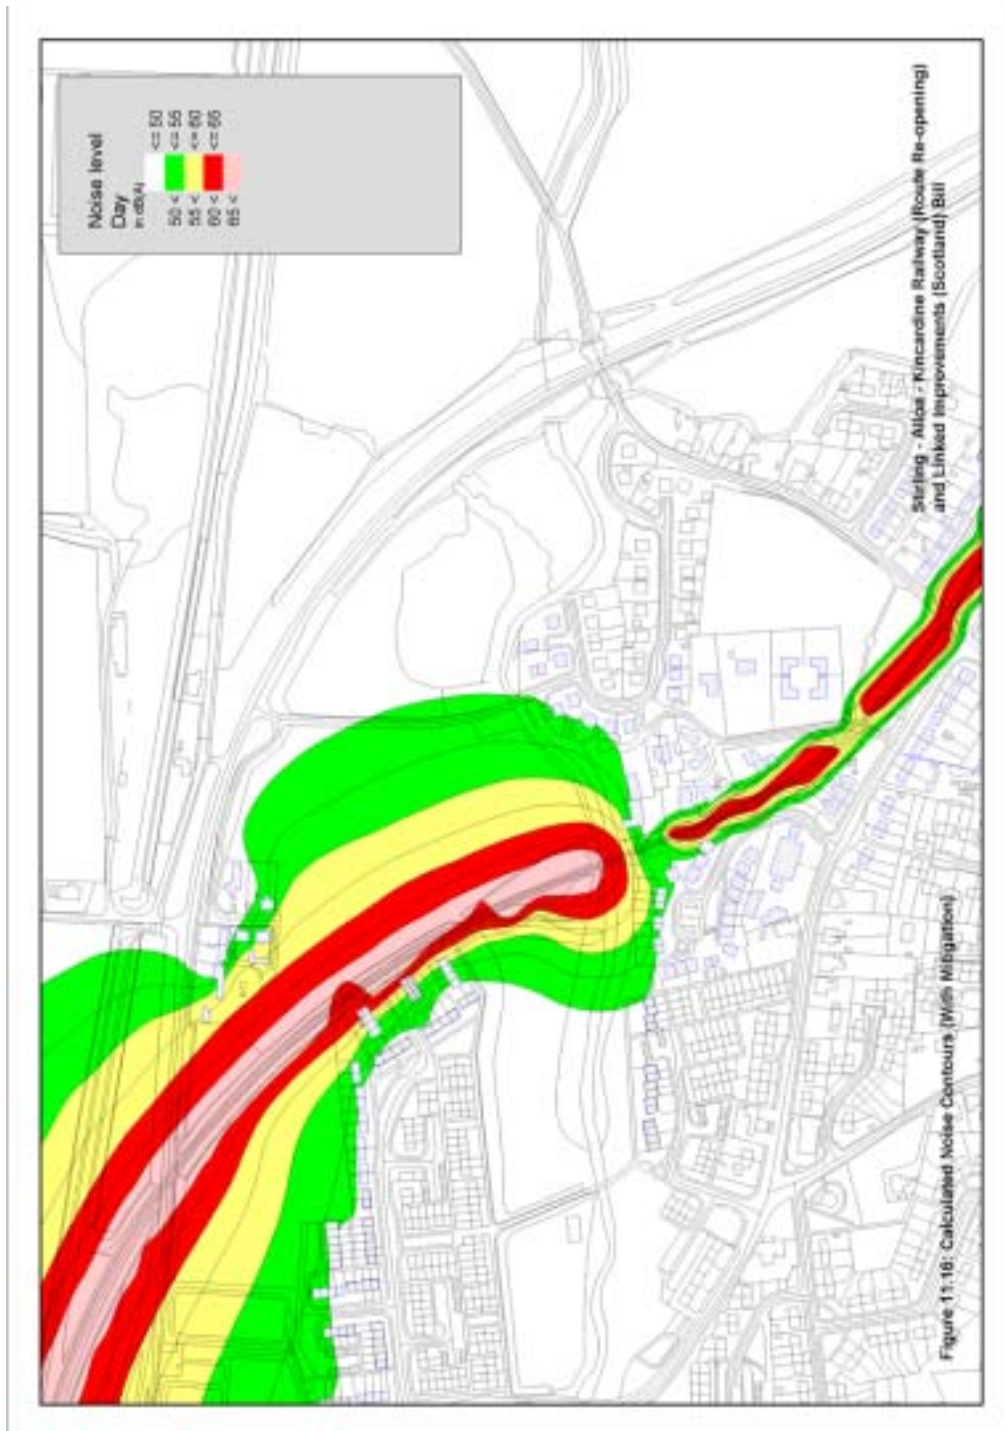 Noise level
Day
in dB(A)
<= 50
50 < <= 55
55 < <= 60
60 < <= 65
65 <
Stirling - Alloa - Kincardine Railway (Route Re-opening)
and Linked Improvements (Scotland) Bill
Figure 11.16: Calculated Noise Contours (With Mitigation)